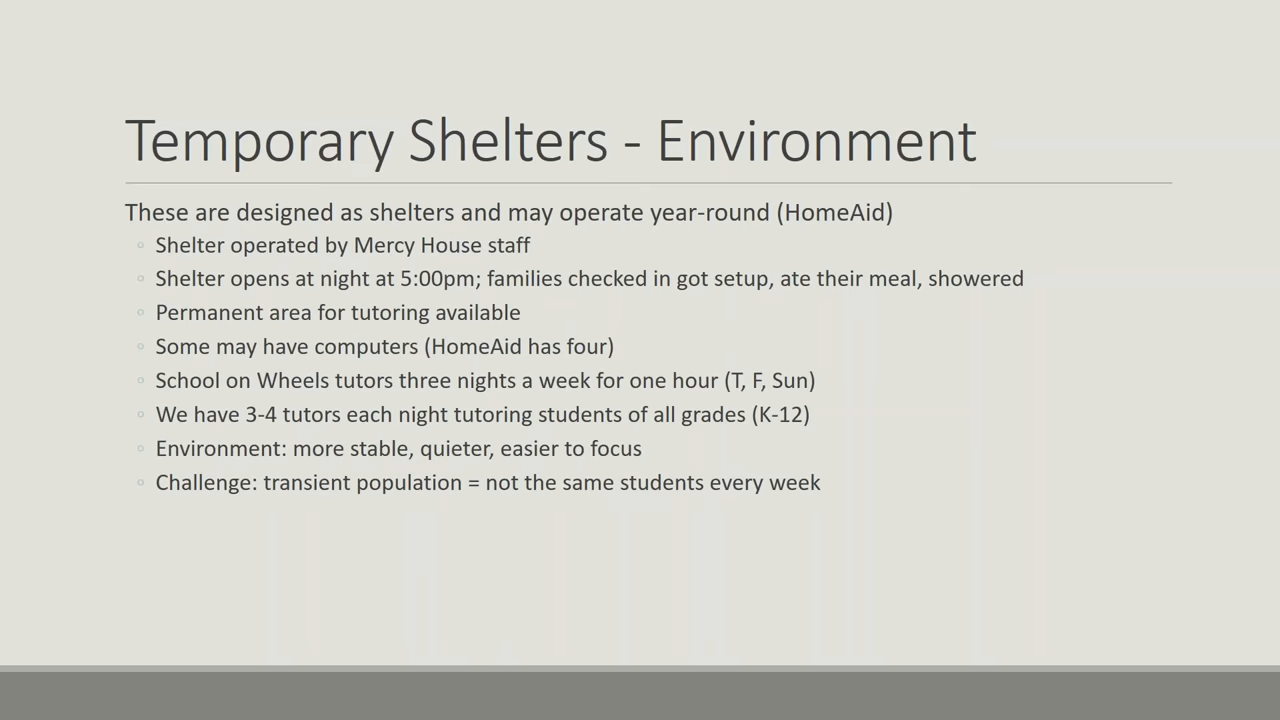 Temporary Shelters - Environment
These are designed as shelters and may operate year-round (HomeAid)
◦ Shelter operated by Mercy House staff
◦ Shelter opens at night at 5:00pm; families checked in got setup, ate their meal, showered
◦ Permanent area for tutoring available
◦ Some may have computers (HomeAid has four)
◦ School on Wheels tutors three nights a week for one hour (T, F, Sun)
◦ We have 3-4 tutors each night tutoring students of all grades (K-12)
◦ Environment: more stable, quieter, easier to focus
◦ Challenge: transient population = not the same students every week